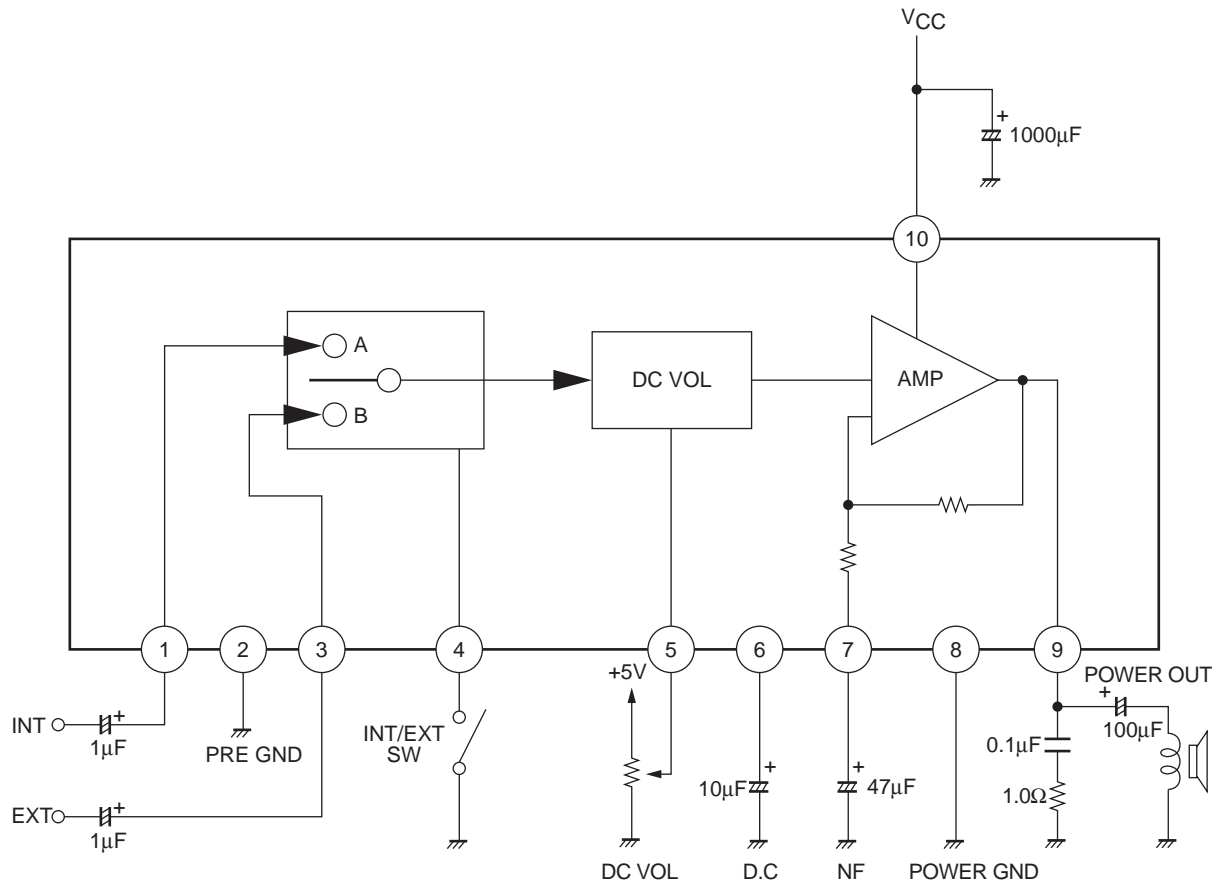 VCC
+
1000µF
10
A
B
DC VOL
AMP
1
2
3
4
5
6
7
8
9
+5V
POWER OUT
INT
+
1µF
PRE GND
INT/EXT
SW
+
10µF
+
47µF
0.1µF
+
100µF
1.0Ω
EXT
+
1µF
DC VOL
D.C
NF
POWER GND